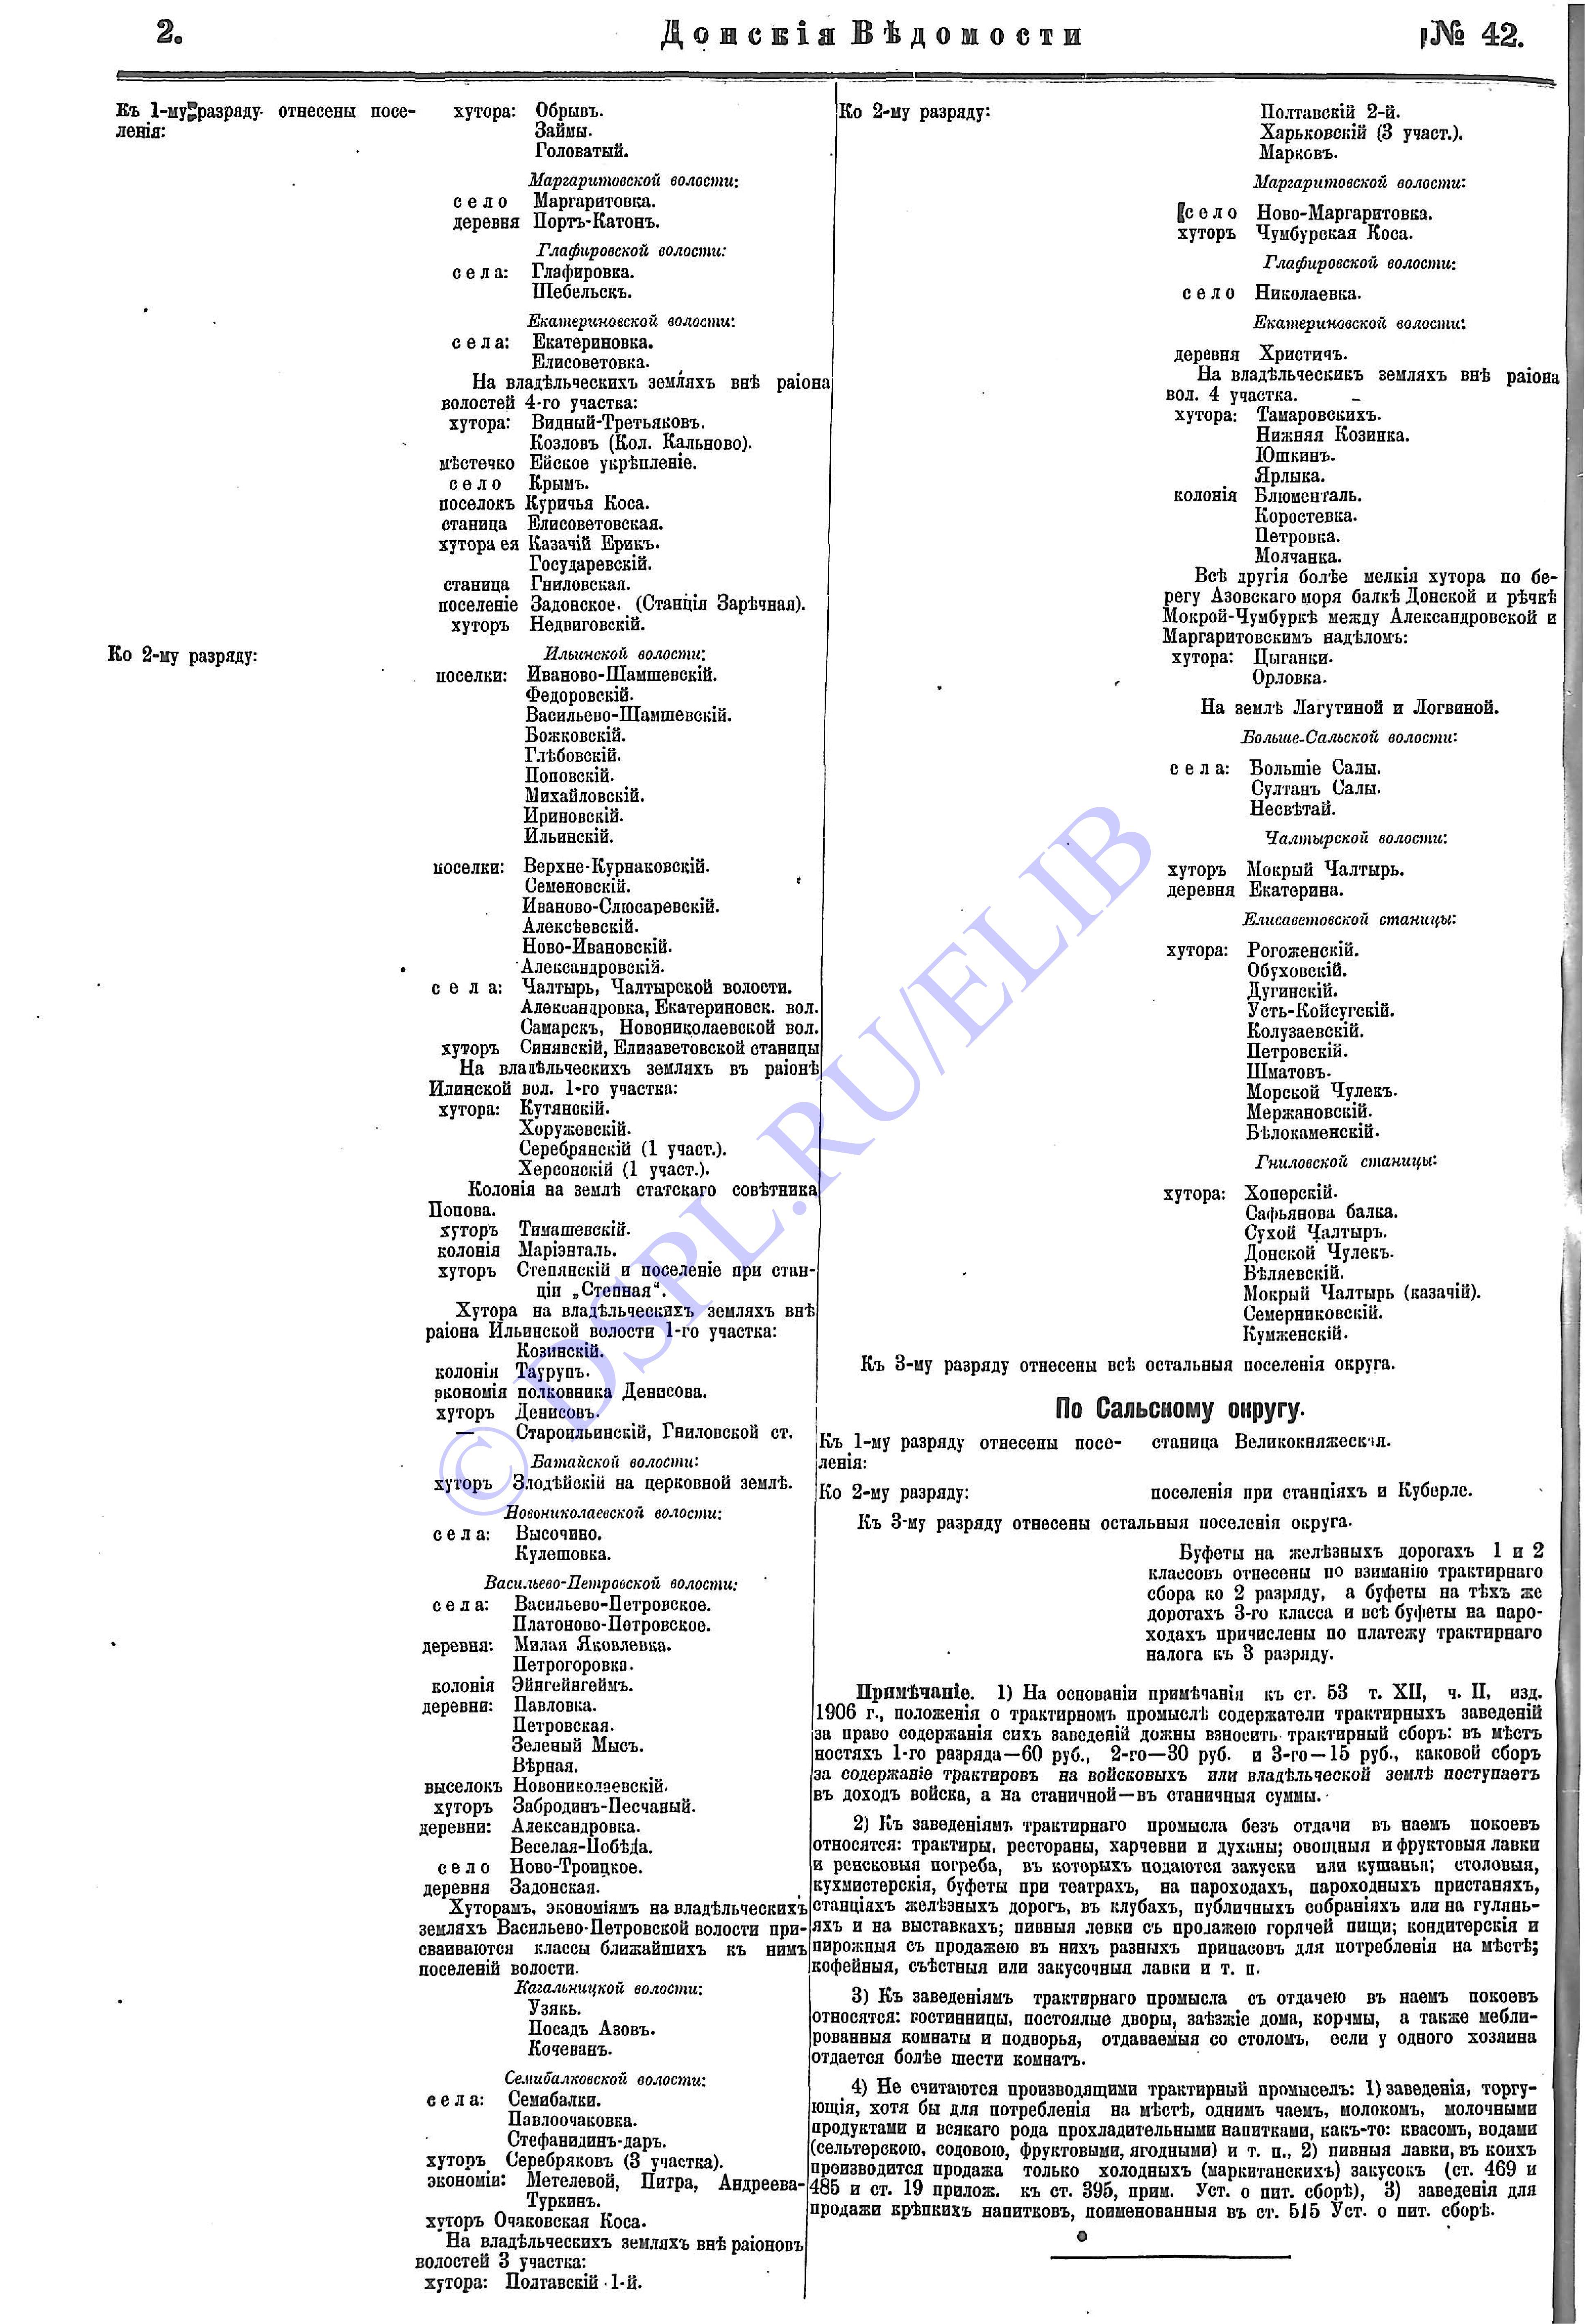 2.
Донскія Вѣдомости
№ 42.
Къ 1-му разряду отнесены посе-
ленія:
хутора: Обрывъ.
Займы.
Головатый.
Маргаритовской волости:
село Маргаритовка.
деревня Портъ-Катонъ.
Глафировской волости:
села: Глафировка.
Шебельскъ.
Екатериновской волости:
села: Екатериновка.
Елисоветовка.
На владѣльческихъ земляхъ внѣ раіона
волостей 4-го участка:
хутора: Видный-Третьяковъ.
Козловъ (Кол. Кальново).
мѣстечко Ейское укрѣпленіе.
село Крымъ.
поселокъ Куричья Коса.
станица Елисоветовская.
хутора ея Казачій Ерикъ.
Государевскій.
станица Гниловская.
поселеніе Задонское. (Станція Зарѣчная).
хуторъ Недвиговскій.
Ко 2-му разряду:
Ильинской волости:
поселки: Иваново-Шамшевскій.
Федоровскій.
Васильево-Шамшевскій.
Божковскій.
Глѣбовскій.
Поповскій.
Михайловскій.
Ириновскій.
Ильинскій.
поселки: Верхне-Курнаковскій.
Семеновскій.
Иваново-Слюсаревскій.
Алексѣевскій.
Ново-Ивановскій.
Александровскій.
села: Чалтырь, Чалтырской волости.
Александровка, Екатериновск. вол.
Самарскъ, Новониколаевской вол.
хуторъ Синявскій, Елизаветовской станицы
На владѣльческихъ земляхъ въ раіонѣ
Илинской вол. 1-го участка:
хутора: Кутянскій.
Хоружевскій.
Серебрянскій (1 участ.).
Херсонскій (1 участ.).
Колонія на землѣ статскаго совѣтника
Попова.
хуторъ Тимашевскій.
колонія Маріэнталь.
хуторъ Степянскій и поселеніе при стан-
ціи „Степная“.
Хутора на владѣльческихъ земляхъ внѣ
раіона Ильинской волости 1-го участка:
Козинскій.
колонія Таурупъ.
экономія полковника Денисова.
хуторъ Денисовъ.
— Староильинскій, Гниловской ст.
Батайской волости:
хуторъ Злодѣйскій на церковной землѣ.
Новониколаевской волости:
села: Высочино.
Кулешовка.
Васильево-Петровской волости:
села: Васильево-Петровское.
Платоново-Петровское.
деревня: Милая Яковлевка.
Петрогоровка.
колонія Эйнгейнгеймъ.
деревни: Павловка.
Петровская.
Зеленый Мысъ.
Вѣрная.
выселокъ Новониколаевскій.
хуторъ Забродинъ-Песчаный.
деревни: Александровка.
Веселая-Побѣда.
село Ново-Троицкое.
деревня Задонская.
Хуторамъ, экономіямъ на владѣльческихъ
земляхъ Васильево-Петровской волости при-
сваиваются классы ближайшихъ къ нимъ
поселеній волости.
Кагальницкой волости:
Узякь.
Посадъ Азовъ.
Кочеванъ.
Семибалковской волости:
села: Семибалки.
Павлоочаковка.
Стефанидинъ-даръ.
хуторъ Серебряковъ (3 участка).
экономіи: Метелевой, Питра, Андреева-
Туркинъ.
хуторъ Очаковская Коса.
На владѣльческихъ земляхъ внѣ раіоновъ
волостей 3 участка:
хутора: Полтавскій 1-й.
Ко 2-му разряду:
Полтавскій 2-й.
Харьковскій (3 участ.).
Марковъ.
Маргаритовской волости:
село Ново-Маргаритовка.
хуторъ Чумбурская Коса.
Глафировской волости:
село Николаевка.
Екатериновской волости:
деревня Христичъ.
На владѣльческикъ земляхъ внѣ раіона
вол. 4 участка.
хутора: Тамаровскихъ.
Нижняя Козинка.
Юшкинъ.
Ярлыка.
колонія Блюменталь.
Коростевка.
Петровка.
Молчанка.
Всѣ другія болѣе мелкія хутора по бе-
регу Азовскаго моря балкѣ Донской и рѣчкѣ
Мокрой-Чумбуркѣ между Александровской и
Маргаритовскимъ надѣломъ:
хутора: Цыганки.
Орловка.
На землѣ Лагутиной и Логвиной.
Больше-Сальской волости:
села: Большіе Салы.
Султанъ Салы.
Несвѣтай.
Чалтырской волости:
хуторъ Мокрый Чалтырь.
деревня Екатерина.
Елисаветовской станицы:
хутора: Рогоженскій.
Обуховскій.
Дугинскій.
Усть-Койсугскій.
Колузаевскій.
Петровскій.
Шматовъ.
Морской Чулекъ.
Мержановскій.
Бѣлокаменскій.
Гниловской станицы:
хутора: Хоперскій.
Сафьянова балка.
Сухой Чалтыръ.
Донской Чулекъ.
Бѣляевскій.
Мокрый Чалтырь (казачій).
Семерниковскій.
Кумженскій.
Къ 3-му разряду отнесены всѣ остальныя поселенія округа.
По Сальскому округу.
Къ 1-му разряду отнесены посе-
ленія:
станица Великокняжеская.
Ко 2-му разряду:
поселенія при станціяхъ и Куберле.
Къ 3-му разряду отнесены остальныя поселенія округа.
Буфеты на желѣзныхъ дорогахъ 1 и 2
классовъ отнесены по взиманію трактирнаго
сбора ко 2 разряду, а буфеты на тѣхъ же
дорогахъ 3-го класса и всѣ буфеты на паро-
ходахъ причислены по платежу трактирнаго
налога къ 3 разряду.
Примѣчаніе. 1) На основаніи примѣчанія къ ст. 53 т. XII, ч. II, изд.
1906 г., положенія о трактирномъ промыслѣ содержатели трактирныхъ заведеній
за право содержанія сихъ заведеній дожны взносить трактирный сборъ: въ мѣст
ностяхъ 1-го разряда—60 руб., 2-го—30 руб. и 3-го—15 руб., каковой сборъ
за содержаніе трактировъ на войсковыхъ или владѣльческой землѣ поступаетъ
въ доходъ войска, а на станичной—въ станичныя суммы.
2) Къ заведеніямъ трактирнаго промысла безъ отдачи въ наемъ покоевъ
относятся: трактиры, рестораны, харчевни и духаны; овощныя и фруктовыя лавки
и ренсковыя погреба, въ которыхъ подаются закуски или кушанья; столовыя,
кухмистерскія, буфеты при театрахъ, на пароходахъ, пароходныхъ пристаняхъ,
станціяхъ желѣзныхъ дорогъ, въ клубахъ, публичныхъ собраніяхъ или на гулянь-
яхъ и на выставкахъ; пивныя левки съ продажею горячей пищи; кондитерскія и
пирожныя съ продажею въ нихъ разныхъ припасовъ для потребленія на мѣстѣ;
кофейныя, съѣстныя или закусочныя лавки и т. п.
3) Къ заведеніямъ трактирнаго промысла съ отдачею въ наемъ покоевъ
относятся: гостинницы, постоялые дворы, заѣзжіе дома, корчмы, а также мебли-
рованныя комнаты и подворья, отдаваемыя со столомъ, если у одного хозяина
отдается болѣе шести комнатъ.
4) Не считаются производящими трактирный промыселъ: 1) заведенія, торгу-
ющія, хотя бы для потребленія на мѣстѣ, однимъ чаемъ, молокомъ, молочными
продуктами и всякаго рода прохладительными напитками, какъ-то: квасомъ, водами
(сельтерскою, содовою, фруктовыми, ягодными) и т. п., 2) пивныя лавки, въ коихъ
производится продажа только холодныхъ (маркитанскихъ) закусокъ (ст. 469 и
485 и ст. 19 прилож. къ ст. 395, прим. Уст. о пит. сборѣ), 3) заведенія для
продажи крѣпкихъ напитковъ, поименованныя въ ст. 515 Уст. о пит. сборѣ.
© DSPL.RU/ELIB